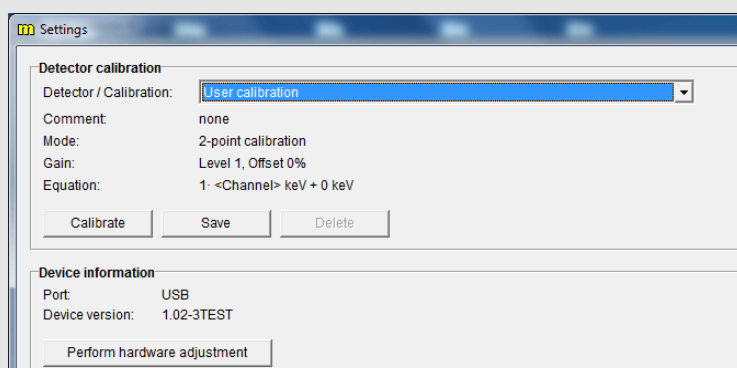 m Settings
Detector calibration
Detector / Calibration: User calibration
Comment: none
Mode: 2-point calibration
Gain: Level 1, Offset 0%
Equation: 1· <Channel> keV + 0 keV
Calibrate Save Delete
Device information
Port: USB
Device version: 1.02-3TEST
Perform hardware adjustment